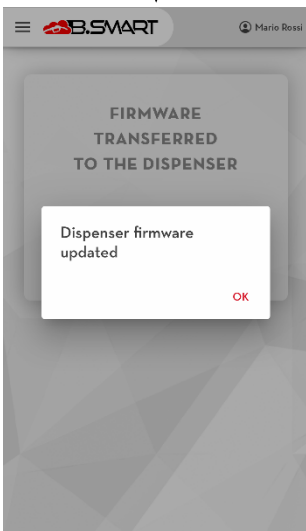 B.SMART
Mario Rossi
FIRMWARE
TRANSFERRED
TO THE DISPENSER
Dispenser firmware
updated
OK